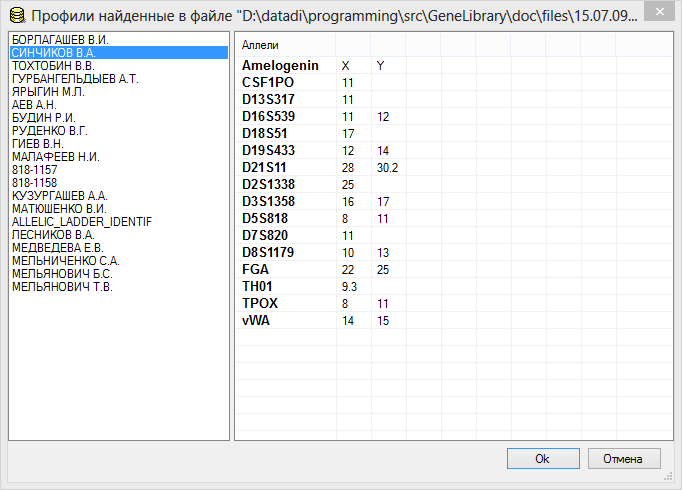 Профили найденные в файле "D:\datadi\programming\src\GeneLibrary\doc\files\15.07.09...
БОРЛАГАШЕВ В.И.
СИНЧИКОВ В.А.
ТОХТОБИН В.В.
ГУРБАНГЕЛЬДЫЕВ А.Т.
ЯРЫГИН М.Л.
АЕВ А.Н.
БУДИН Р.И.
РУДЕНКО В.Г.
ГИЕВ В.Н.
МАЛАФЕЕВ Н.И.
818-1157
818-1158
КУЗУРГАШЕВ А.А.
МАТЮШЕНКО В.И.
ALLELIC_LADDER_IDENTIF
ЛЕСНИКОВ В.А.
МЕДВЕДЕВА Е.В.
МЕЛЬНИЧЕНКО С.А.
МЕЛЬЯНОВИЧ Б.С.
МЕЛЬЯНОВИЧ Т.В.
Аллели
Amelogenin X Y
CSF1PO 11
D13S317 11
D16S539 11 12
D18S51 17
D19S433 12 14
D21S11 28 30.2
D2S1338 25
D3S1358 16 17
D5S818 8 11
D7S820 11
D8S1179 10 13
FGA 22 25
TH01 9.3
TPOX 8 11
vWA 14 15
Ok Отмена